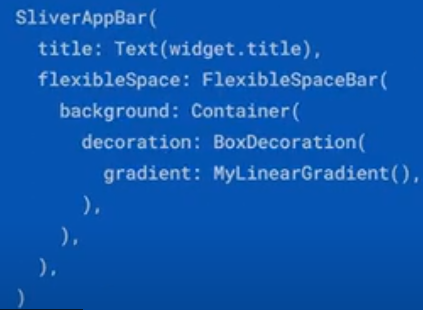 SliverAppBar(
  title: Text(widget.title),
  flexibleSpace: FlexibleSpaceBar(
    background: Container(
      decoration: BoxDecoration(
        gradient: MyLinearGradient(),
      ),
    ),
  ),
)